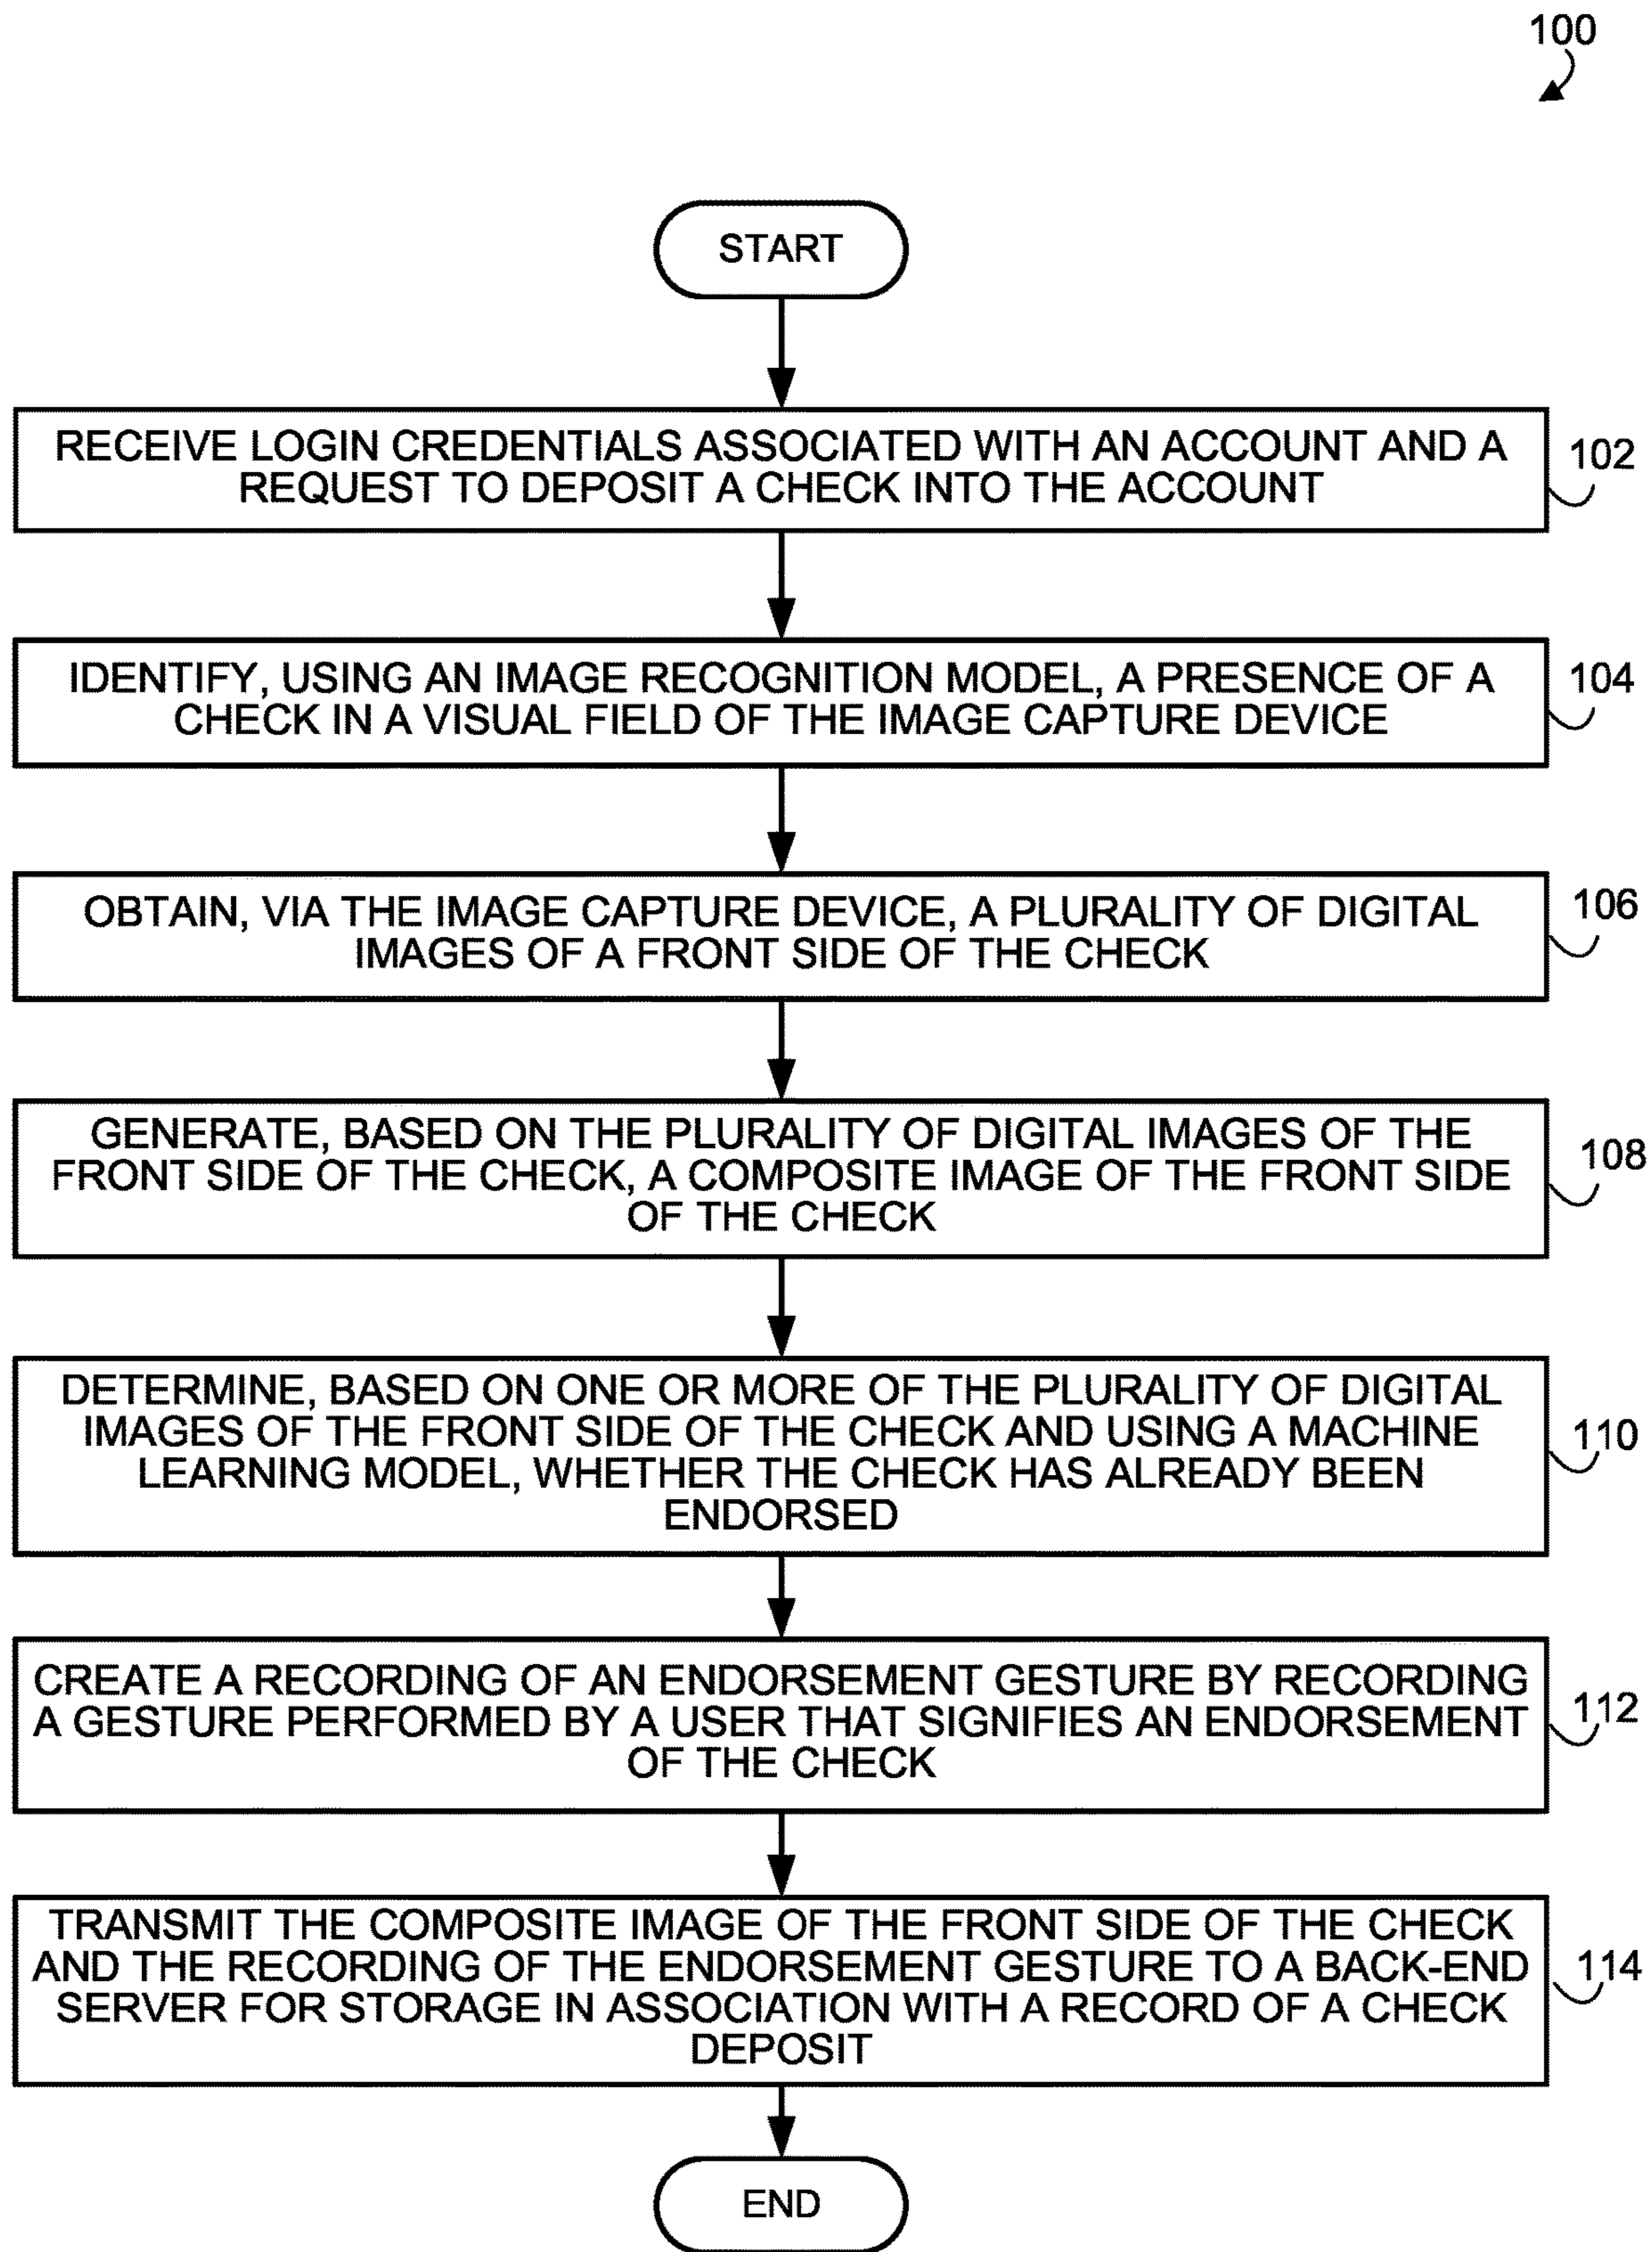 100
START
RECEIVE LOGIN CREDENTIALS ASSOCIATED WITH AN ACCOUNT AND A
REQUEST TO DEPOSIT A CHECK INTO THE ACCOUNT
102
IDENTIFY, USING AN IMAGE RECOGNITION MODEL, A PRESENCE OF A
CHECK IN A VISUAL FIELD OF THE IMAGE CAPTURE DEVICE
104
OBTAIN, VIA THE IMAGE CAPTURE DEVICE, A PLURALITY OF DIGITAL
IMAGES OF A FRONT SIDE OF THE CHECK
106
GENERATE, BASED ON THE PLURALITY OF DIGITAL IMAGES OF THE
FRONT SIDE OF THE CHECK, A COMPOSITE IMAGE OF THE FRONT SIDE
OF THE CHECK
108
DETERMINE, BASED ON ONE OR MORE OF THE PLURALITY OF DIGITAL
IMAGES OF THE FRONT SIDE OF THE CHECK AND USING A MACHINE
LEARNING MODEL, WHETHER THE CHECK HAS ALREADY BEEN
ENDORSED
110
CREATE A RECORDING OF AN ENDORSEMENT GESTURE BY RECORDING
A GESTURE PERFORMED BY A USER THAT SIGNIFIES AN ENDORSEMENT
OF THE CHECK
112
TRANSMIT THE COMPOSITE IMAGE OF THE FRONT SIDE OF THE CHECK
AND THE RECORDING OF THE ENDORSEMENT GESTURE TO A BACK-END
SERVER FOR STORAGE IN ASSOCIATION WITH A RECORD OF A CHECK
DEPOSIT
114
END